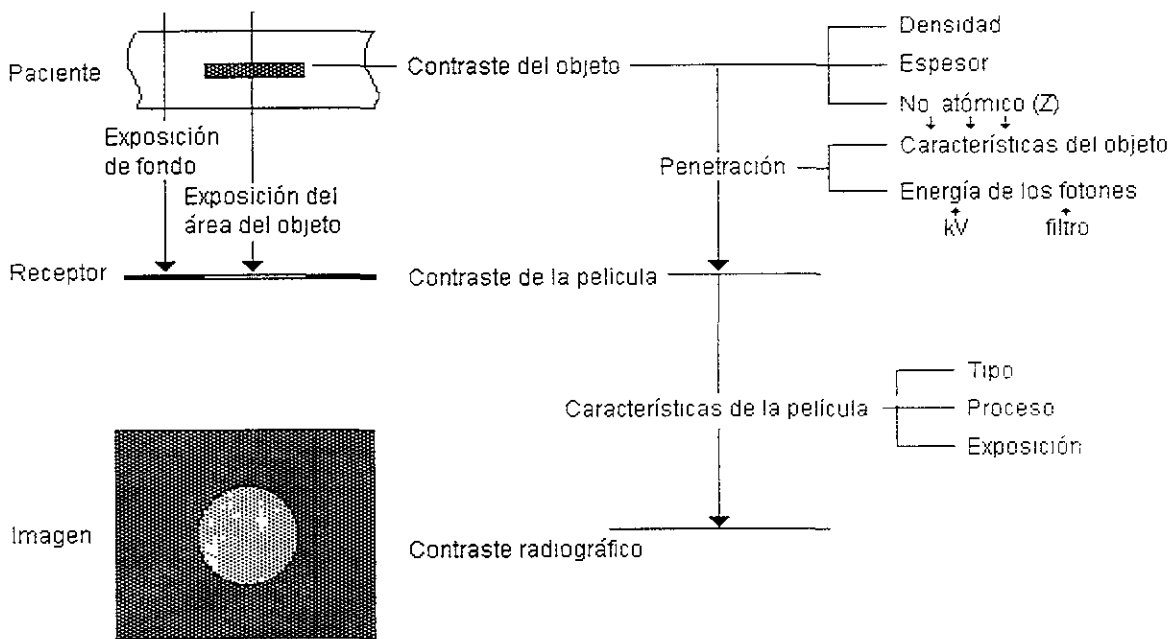 Paciente
Exposición
de fondo
Exposición del
área del objeto
Receptor
Imagen
Contraste del objeto
Densidad
Espesor
No atómico (Z)
Penetración
Características del objeto
Energía de los fotones
kV filtro
Contraste de la película
Características de la película
Tipo
Proceso
Exposición
Contraste radiográfico